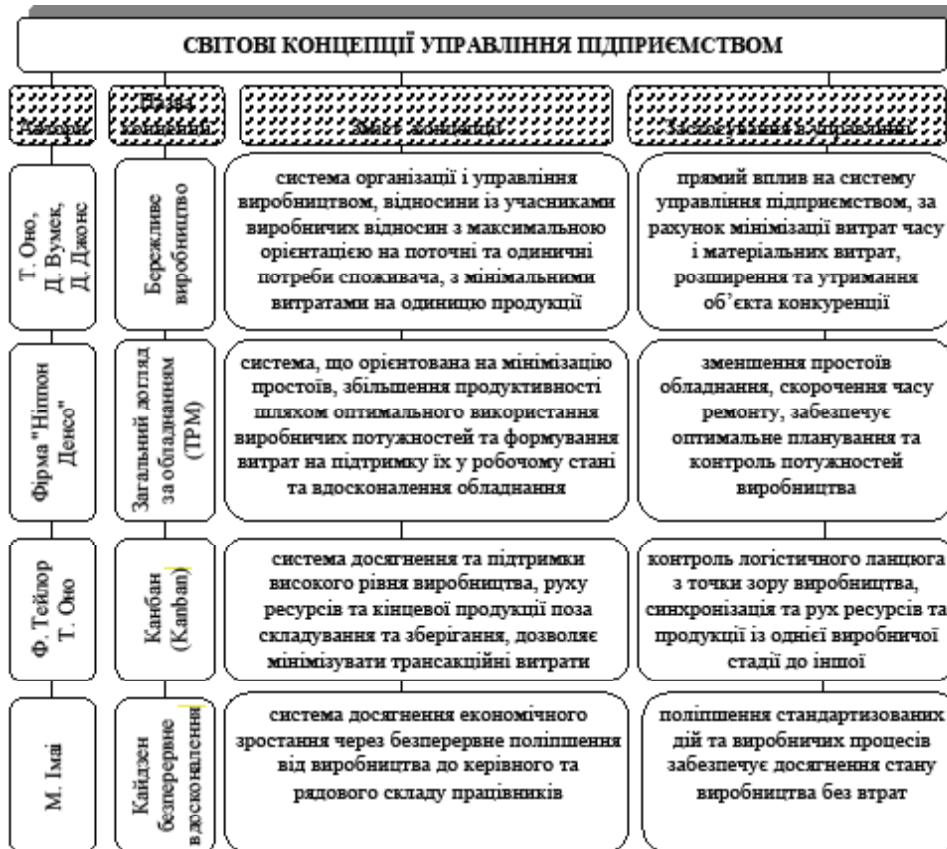 СВІТОВІ КОНЦЕПЦІЇ УПРАВЛІННЯ ПІДПРИЄМСТВОМ
Автори
Назва
концепції
Зміст концепції
Застосування в управлінні
Т. Оно,
Д. Вумек,
Д. Джонс
Бережливе
виробництво
система організації і управління
виробництвом, відносини із учасниками
виробничих відносин з максимальною
орієнтацією на поточні та одиничні
потреби споживача, з мінімальними
витратами на одиницю продукції
прямий вплив на систему
управління підприємством, за
рахунок мінімізації витрат часу
і матеріальних витрат,
розширення та утримання
об’єкта конкуренції
Фірма "Ніппон
Денсо"
Загальний догляд
за обладнанням
(ТРМ)
система, що орієнтована на мінімізацію
простоїв, збільшення продуктивності
шляхом оптимального використання
виробничих потужностей та формування
витрат на підтримку їх у робочому стані
та вдосконалення обладнання
зменшення простоїв
обладнання, скорочення часу
ремонту, забезпечує
оптимальне планування та
контроль потужностей
виробництва
Ф. Тейлор
Т. Оно
Канбан
(Kanban)
система досягнення та підтримки
високого рівня виробництва, руху
ресурсів та кінцевої продукції поза
складування та зберігання, дозволяє
мінімізувати трансакційні витрати
контроль логістичного ланцюга
з точки зору виробництва,
синхронізація та рух ресурсів та
продукції із однієї виробничої
стадії до іншої
М. Імаі
Кайдзен
безперервне
вдосконалення
система досягнення економічного
зростання через безперервне поліпшення
від виробництва до керівного та
рядового складу працівників
поліпшення стандартизованих
дій та виробничих процесів
забезпечує досягнення стану
виробництва без втрат